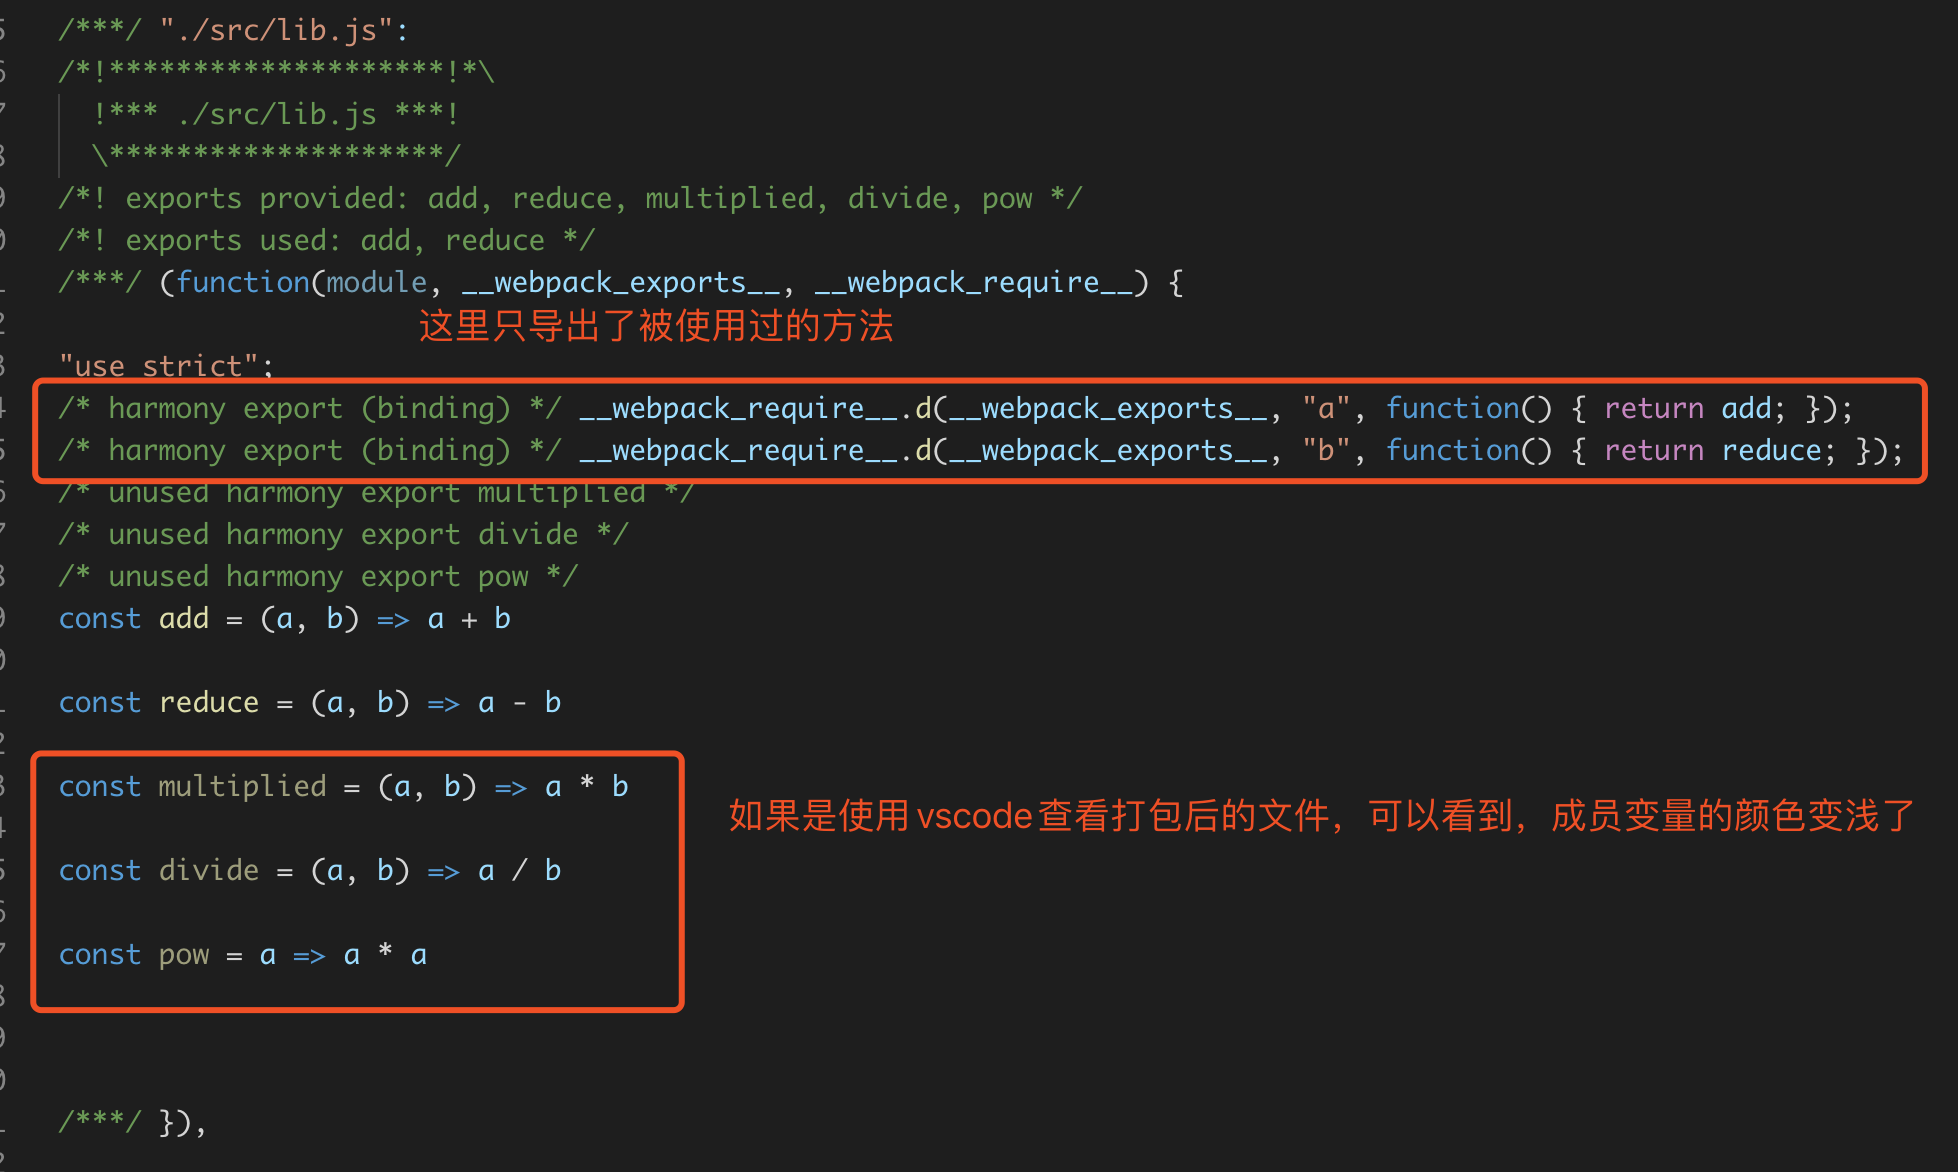 /***/ "./src/lib.js":
/*!********************!*\
!*** ./src/lib.js ***!
\********************/
/*! exports provided: add, reduce, multiplied, divide, pow */
/*! exports used: add, reduce */
/***/ (function(module, __webpack_exports__, __webpack_require__) {
这里只导出了被使用过的方法
"use strict";
/* harmony export (binding) */ __webpack_require__.d(__webpack_exports__, "a", function() { return add; });
/* harmony export (binding) */ __webpack_require__.d(__webpack_exports__, "b", function() { return reduce; });
/* unused harmony export multiplied */
/* unused harmony export divide */
/* unused harmony export pow */
const add = (a, b) => a + b
const reduce = (a, b) => a - b
const multiplied = (a, b) => a * b
如果是使用vscode查看打包后的文件，可以看到，成员变量的颜色变浅了
const divide = (a, b) => a / b
const pow = a => a * a
/***/ }),